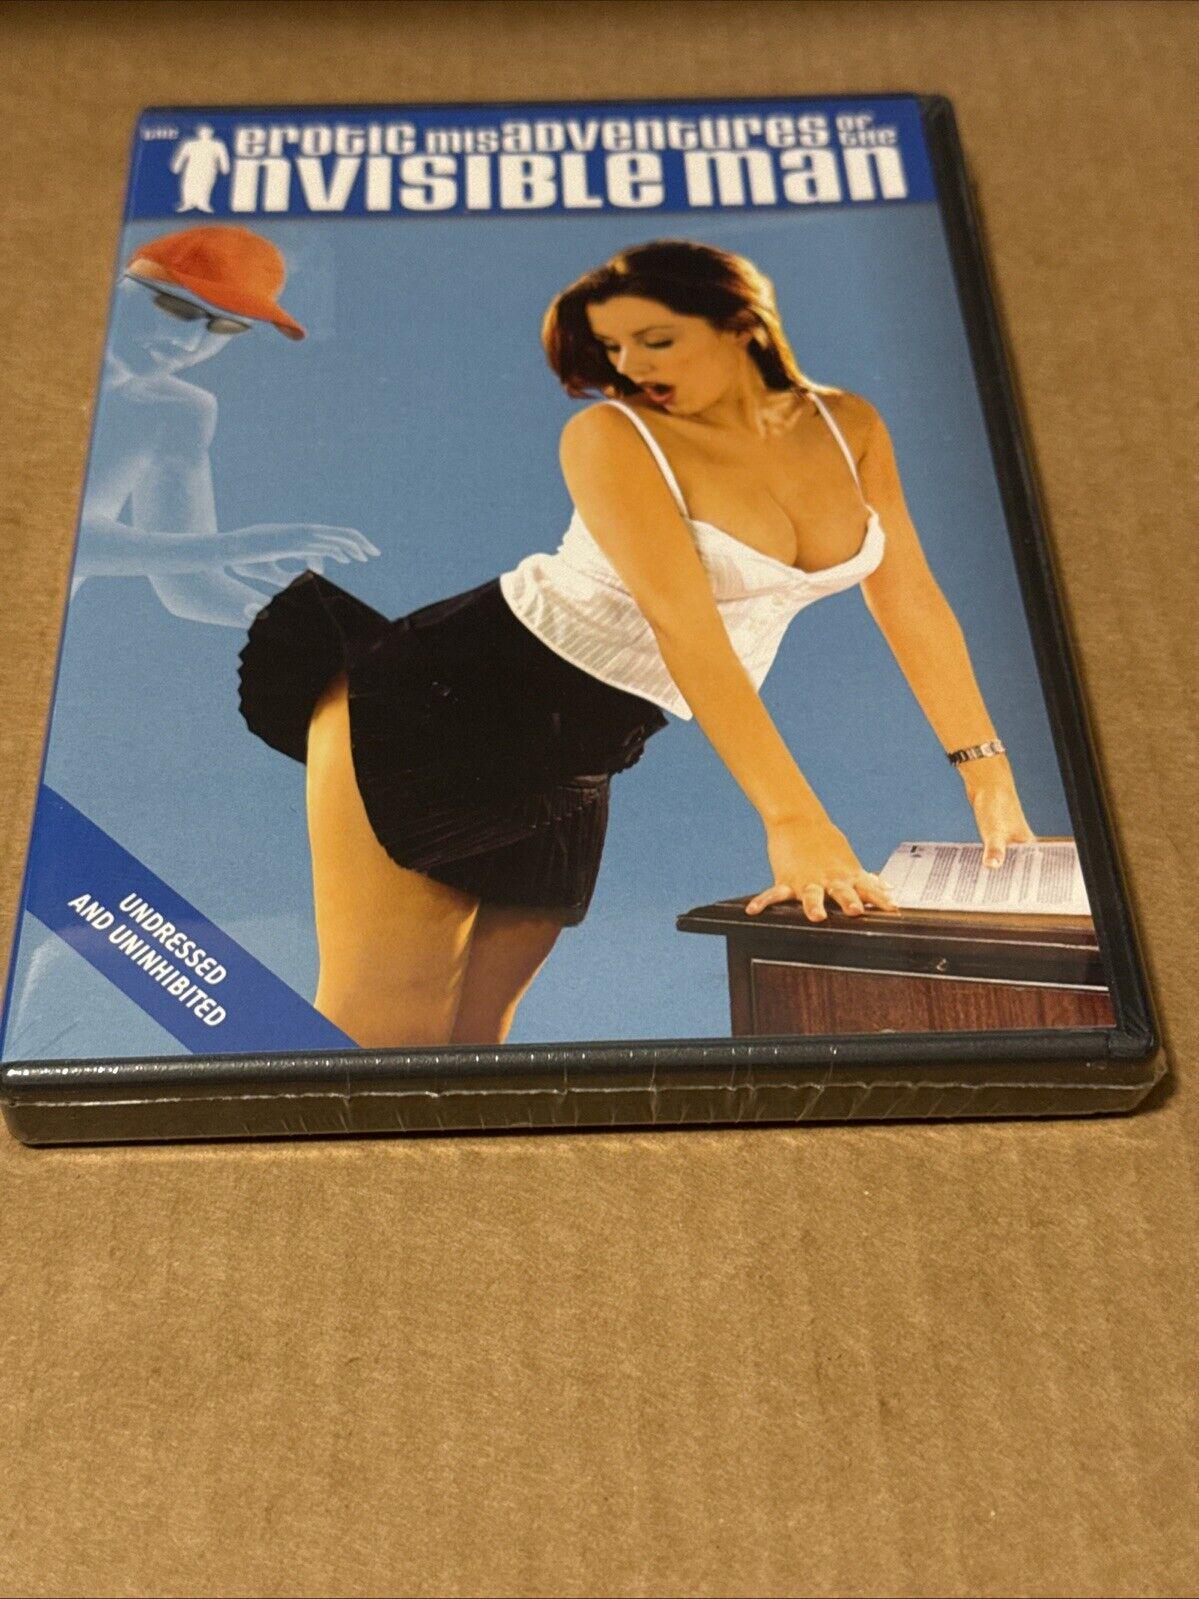 THE EROTIC MISADVENTURES OF THE
INVISIBLE MAN
UNDRESSED
AND UNINHIBITED